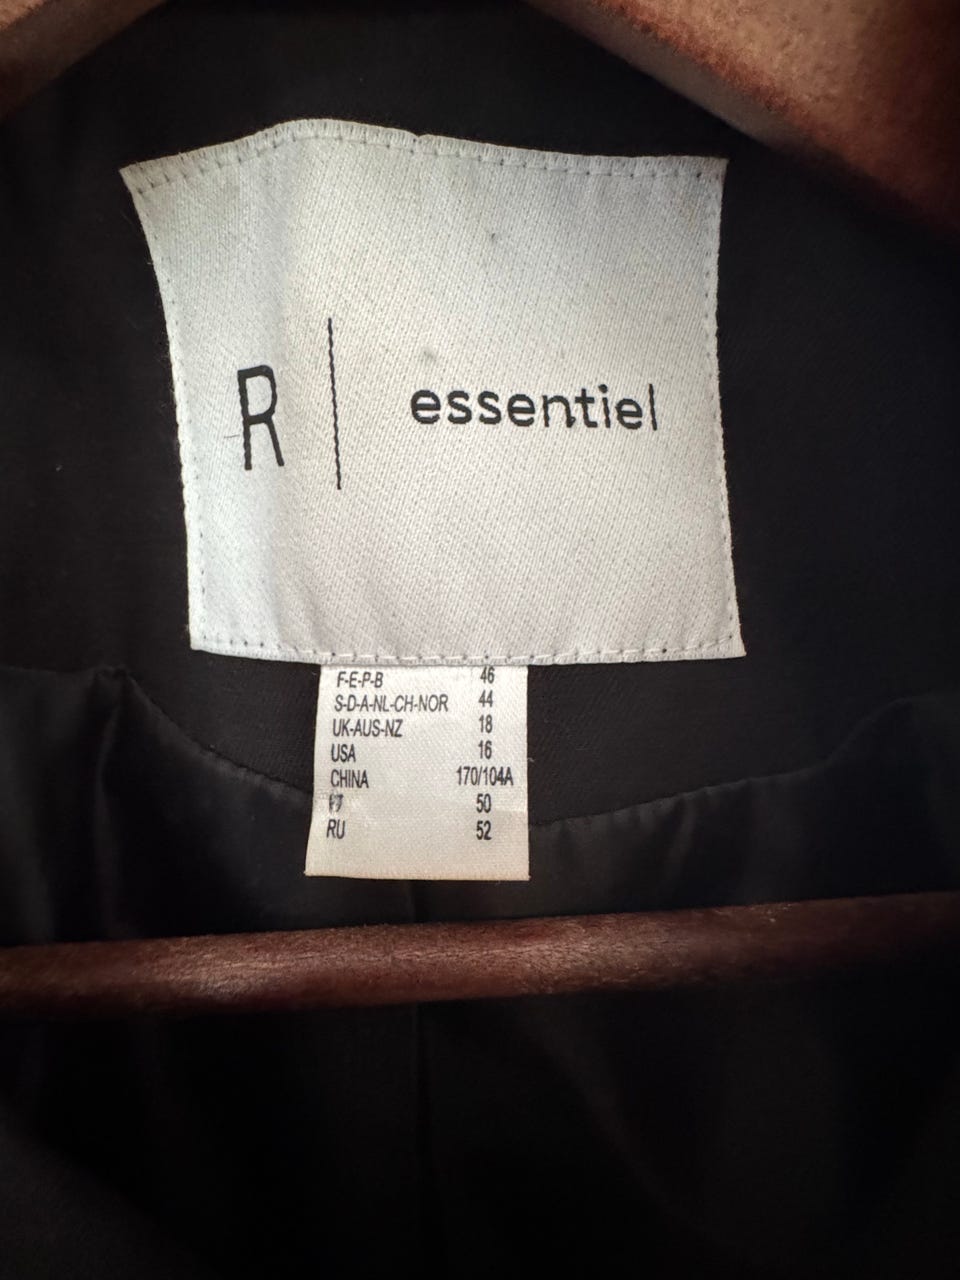 R | essentiel
F-E-P-B 46
S-D-A-NL-CH-NOR 44
UK-AUS-NZ 18
USA 16
CHINA 170/104A
50
RU 52